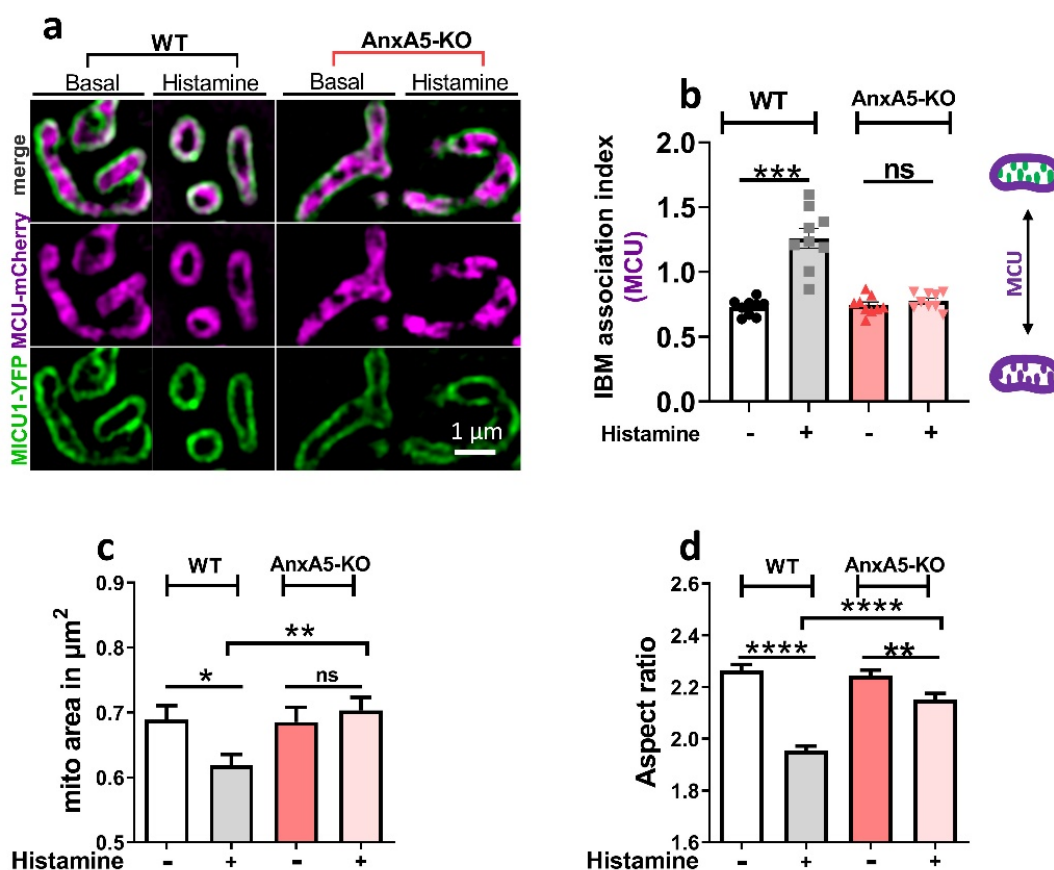 a
WT
AnxA5-KO
Basal
Histamine
Basal
Histamine
merge
MCU-mCherry
MICU1-YFP
1 µm
b
WT
AnxA5-KO
IBM association index
(MCU)
2.0
1.5
1.0
0.5
0.0
***
ns
Histamine
-
+
-
+
MCU
c
WT
AnxA5-KO
mito area in µm²
0.9
0.8
0.7
0.6
0.5
**
*
ns
Histamine
-
+
-
+
d
WT
AnxA5-KO
Aspect ratio
2.6
2.4
2.2
2.0
1.8
1.6
****
****
**
Histamine
-
+
-
+